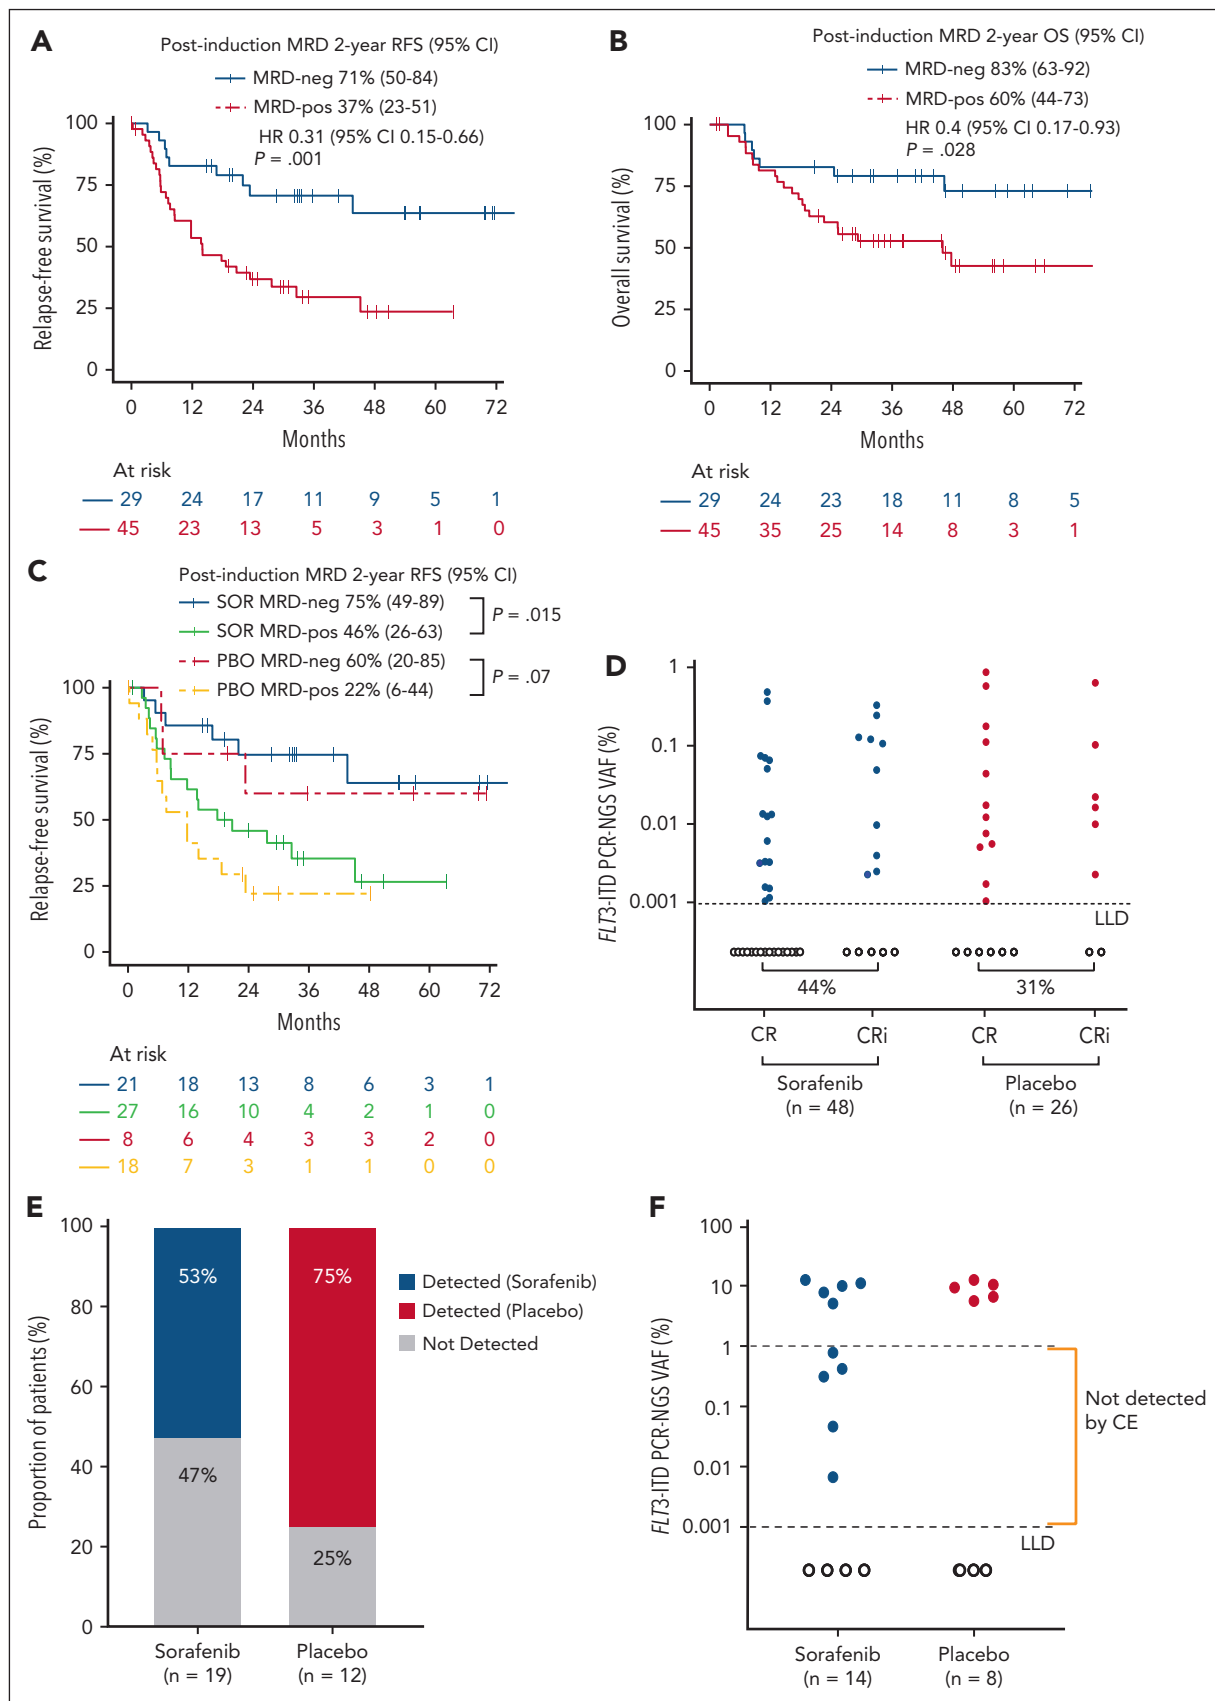 A
Post-induction MRD 2-year RFS (95% CI)
MRD-neg 71% (50-84)
MRD-pos 37% (23-51)
HR 0.31 (95% CI 0.15-0.66)
P = .001
Relapse-free survival (%)
100
75
50
25
0
0 12 24 36 48 60 72
Months
At risk
29 24 17 11 9 5 1
45 23 13 5 3 1 0
B
Post-induction MRD 2-year OS (95% CI)
MRD-neg 83% (63-92)
MRD-pos 60% (44-73)
HR 0.4 (95% CI 0.17-0.93)
P = .028
Overall survival (%)
100
75
50
25
0
0 12 24 36 48 60 72
Months
At risk
29 24 23 18 11 8 5
45 35 25 14 8 3 1
C
Post-induction MRD 2-year RFS (95% CI)
SOR MRD-neg 75% (49-89)
SOR MRD-pos 46% (26-63)
P = .015
PBO MRD-neg 60% (20-85)
PBO MRD-pos 22% (6-44)
P = .07
Relapse-free survival (%)
100
75
50
25
0
0 12 24 36 48 60 72
Months
At risk
21 18 13 8 6 3 1
27 16 10 4 2 1 0
8 6 4 3 3 2 0
18 7 3 1 1 0 0
D
FLT3-ITD PCR-NGS VAF (%)
1
0.1
0.01
0.001
LLD
44% 31%
CR CRi CR CRi
Sorafenib Placebo
(n = 48) (n = 26)
E
Proportion of patients (%)
100
80
60
40
20
0
53% 75%
47%
25%
Detected (Sorafenib)
Detected (Placebo)
Not Detected
Sorafenib Placebo
(n = 19) (n = 12)
F
FLT3-ITD PCR-NGS VAF (%)
100
10
1
0.1
0.01
0.001
Not detected
by CE
LLD
Sorafenib Placebo
(n = 14) (n = 8)